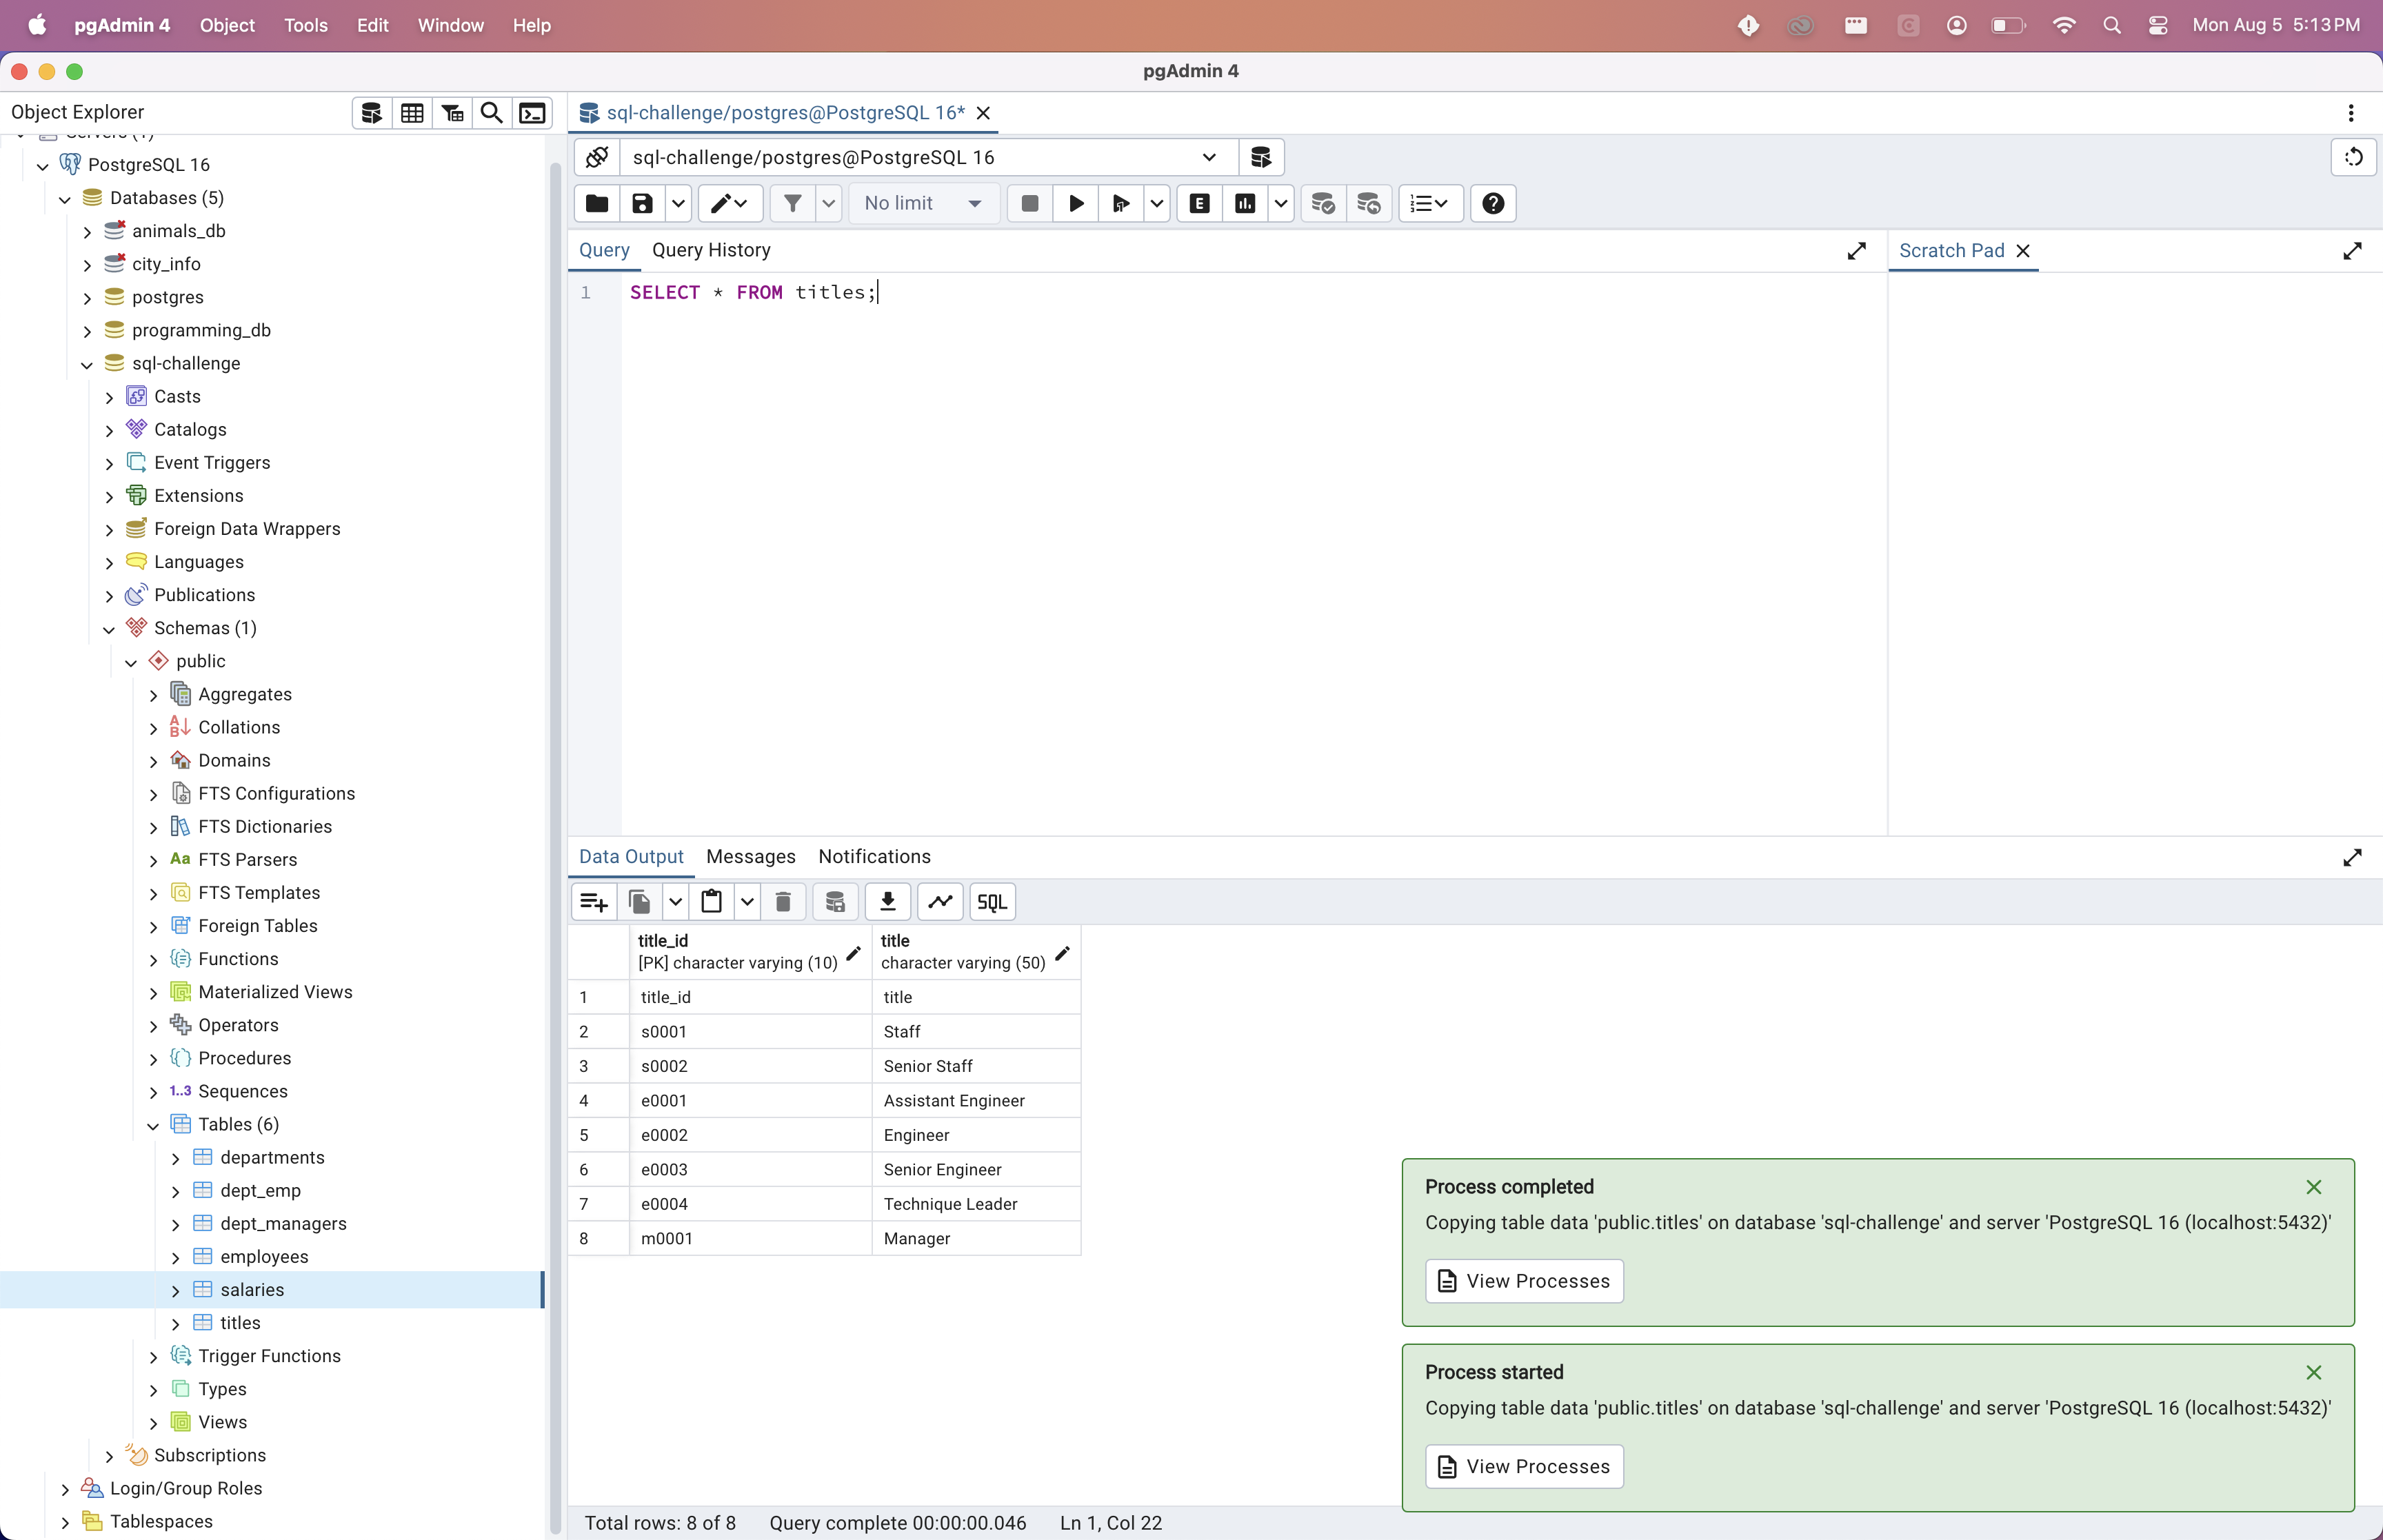 pgAdmin 4 Object Tools Edit Window Help Mon Aug 5 5:13 PM
pgAdmin 4
Object Explorer
Servers (1)
PostgreSQL 16
Databases (5)
animals_db
city_info
postgres
programming_db
sql-challenge
Casts
Catalogs
Event Triggers
Extensions
Foreign Data Wrappers
Languages
Publications
Schemas (1)
public
Aggregates
Collations
Domains
FTS Configurations
FTS Dictionaries
Aa FTS Parsers
FTS Templates
Foreign Tables
Functions
Materialized Views
Operators
Procedures
1..3 Sequences
Tables (6)
departments
dept_emp
dept_managers
employees
salaries
titles
Trigger Functions
Types
Views
Subscriptions
Login/Group Roles
Tablespaces
sql-challenge/postgres@PostgreSQL 16*
sql-challenge/postgres@PostgreSQL 16
No limit E
Query Query History
Scratch Pad
1 SELECT * FROM titles;
Data Output Messages Notifications
SQL
title_id title
[PK] character varying (10) character varying (50)
1 title_id title
2 s0001 Staff
3 s0002 Senior Staff
4 e0001 Assistant Engineer
5 e0002 Engineer
6 e0003 Senior Engineer
7 e0004 Technique Leader
8 m0001 Manager
Process completed
Copying table data 'public.titles' on database 'sql-challenge' and server 'PostgreSQL 16 (localhost:5432)'
View Processes
Process started
Copying table data 'public.titles' on database 'sql-challenge' and server 'PostgreSQL 16 (localhost:5432)'
View Processes
Total rows: 8 of 8 Query complete 00:00:00.046 Ln 1, Col 22